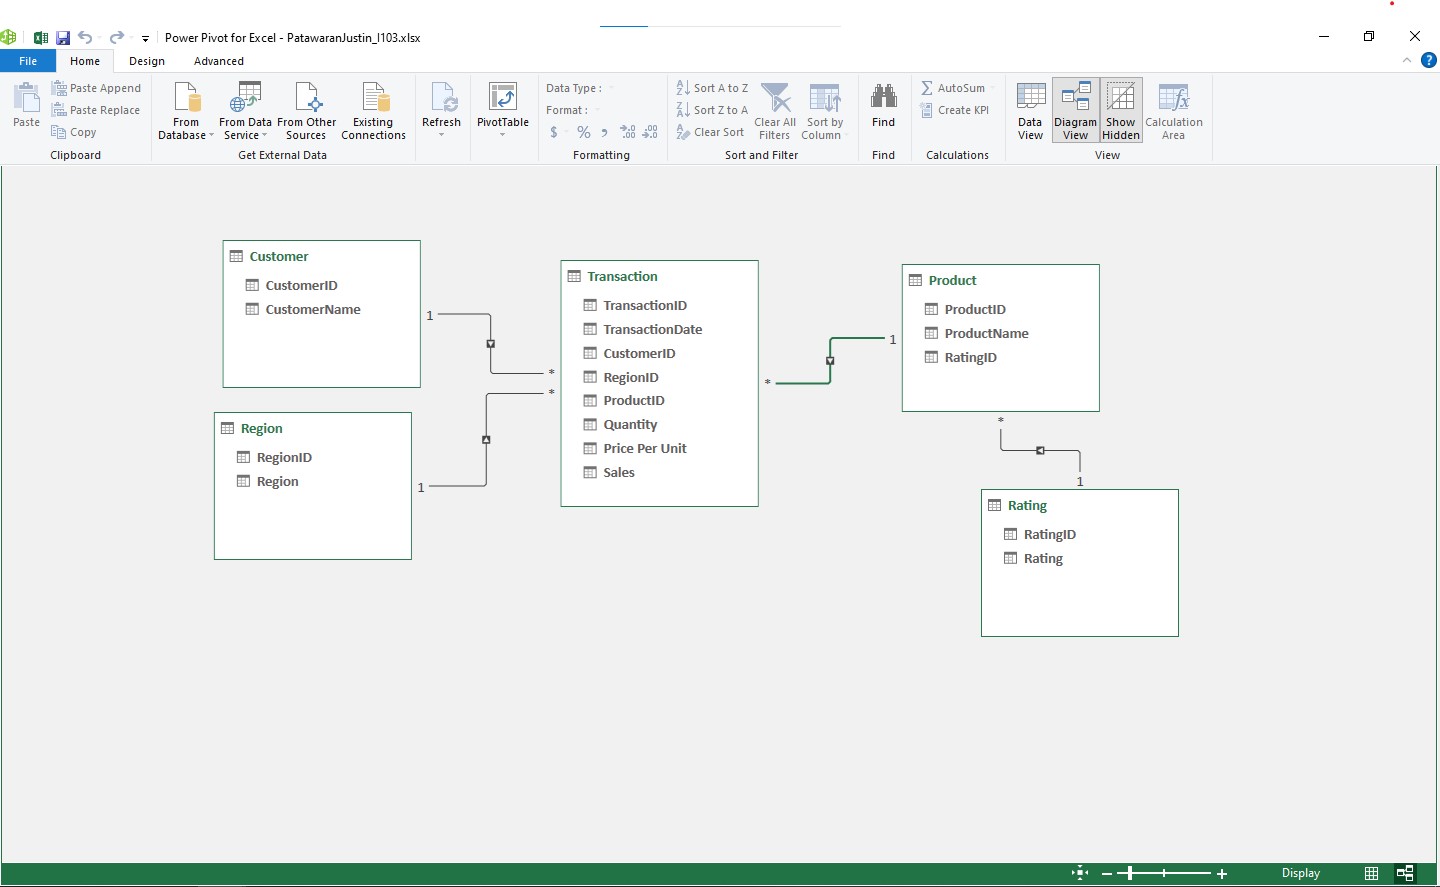 Power Pivot for Excel - PatawaranJustin_I103.xlsx
File Home Design Advanced
Paste
Paste Append
Paste Replace
Copy
Clipboard
From Database
From Data Service
From Other Sources
Existing Connections
Get External Data
Refresh
PivotTable
Data Type :
Format :
$ % ,
.00
.00
Formatting
Sort A to Z
Sort Z to A
Clear Sort
Clear All Filters
Sort by Column
Sort and Filter
Find
Find
AutoSum
Create KPI
Calculations
Data View
Diagram View
Show Hidden
Calculation Area
View
Customer
CustomerID
CustomerName
1
*
Region
RegionID
Region
1
*
Transaction
TransactionID
TransactionDate
CustomerID
RegionID
ProductID
Quantity
Price Per Unit
Sales
*
1
Product
ProductID
ProductName
RatingID
*
1
Rating
RatingID
Rating
Display